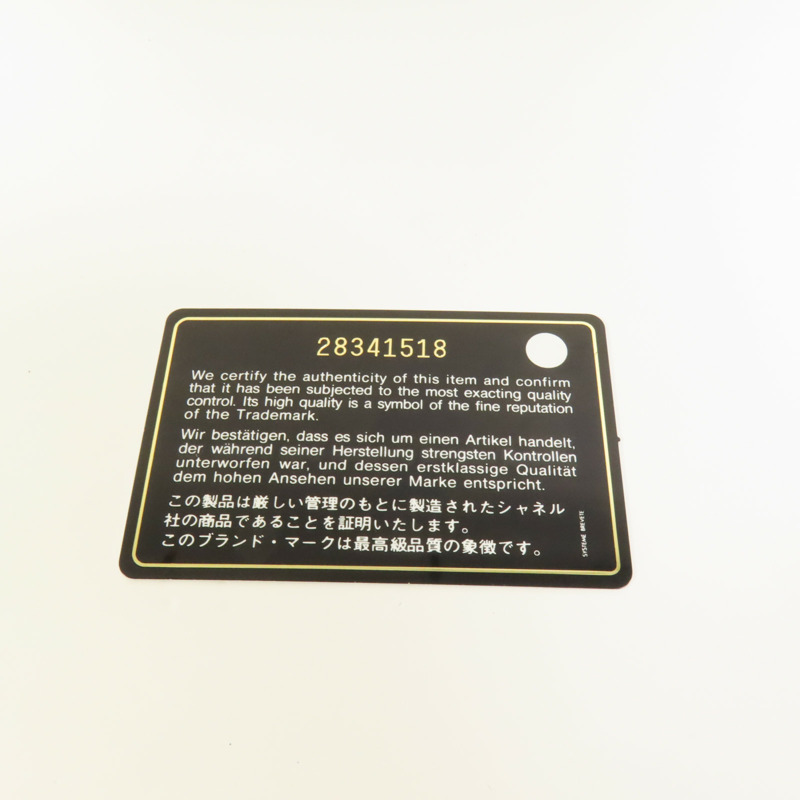 28341518
We certify the authenticity of this item and confirm
that it has been subjected to the most exacting quality
control. Its high quality is a symbol of the fine reputation
of the Trademark.
Wir bestätigen, dass es sich um einen Artikel handelt,
der während seiner Herstellung strengsten Kontrollen
unterworfen war, und dessen erstklassige Qualität
dem hohen Ansehen unserer Marke entspricht.
この製品は厳しい管理のもとに製造されたシャネル
社の商品であることを証明いたします。
このブランド・マークは最高級品質の象徴です。
SYSTEME BREVETE